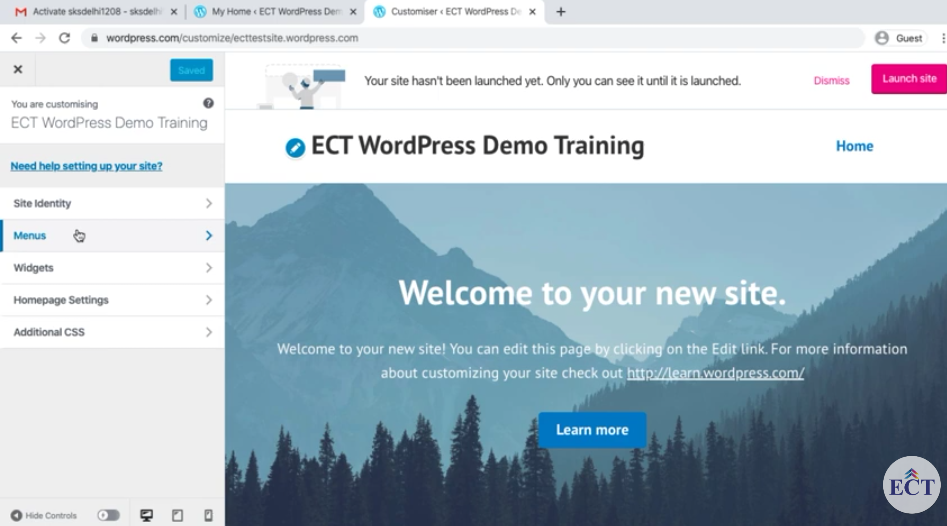 Activate sksdelhi1208 - sksdelhi
My Home ‹ ECT WordPress Dem
Customiser ‹ ECT WordPress De
wordpress.com/customize/ecttestsite.wordpress.com
Guest
Saved
Your site hasn't been launched yet. Only you can see it until it is launched.
Dismiss
Launch site
You are customising
ECT WordPress Demo Training
Need help setting up your site?
Site Identity
Menus
Widgets
Homepage Settings
Additional CSS
Hide Controls
ECT WordPress Demo Training
Home
Welcome to your new site.
Welcome to your new site! You can edit this page by clicking on the Edit link. For more information
about customizing your site check out http://learn.wordpress.com/
Learn more
ECT